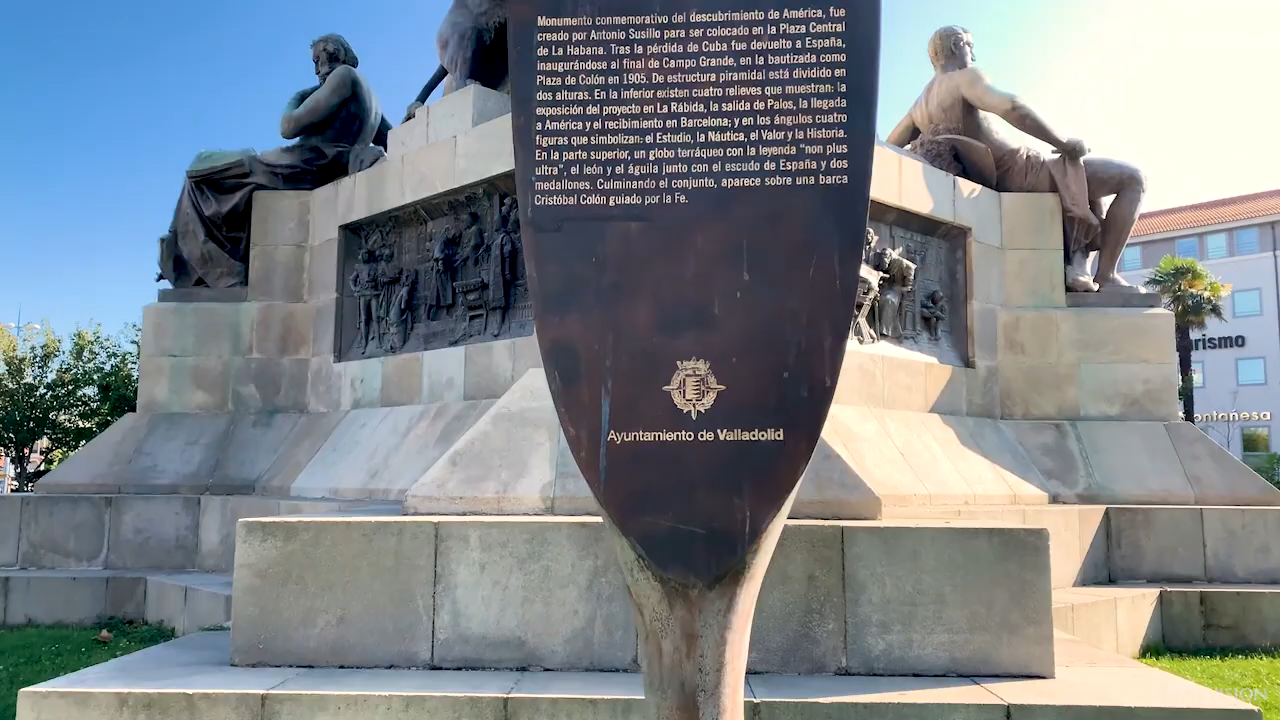 Monumento conmemorativo del descubrimiento de América, fue
creado por Antonio Susillo para ser colocado en la Plaza Central
de La Habana. Tras la pérdida de Cuba fue devuelto a España,
inaugurándose al final de Campo Grande, en la bautizada como
Plaza de Colón en 1905. De estructura piramidal está dividido en
dos alturas. En la inferior existen cuatro relieves que muestran: la
exposición del proyecto en La Rábida, la salida de Palos, la llegada
a América y el recibimiento en Barcelona; y en los ángulos cuatro
figuras que simbolizan: el Estudio, la Náutica, el Valor y la Historia.
En la parte superior, un globo terráqueo con la leyenda “non plus
ultra”, el león y el águila junto con el escudo de España y dos
medallones. Culminando el conjunto, aparece sobre una barca
Cristóbal Colón guiado por la Fe.
Ayuntamiento de Valladolid